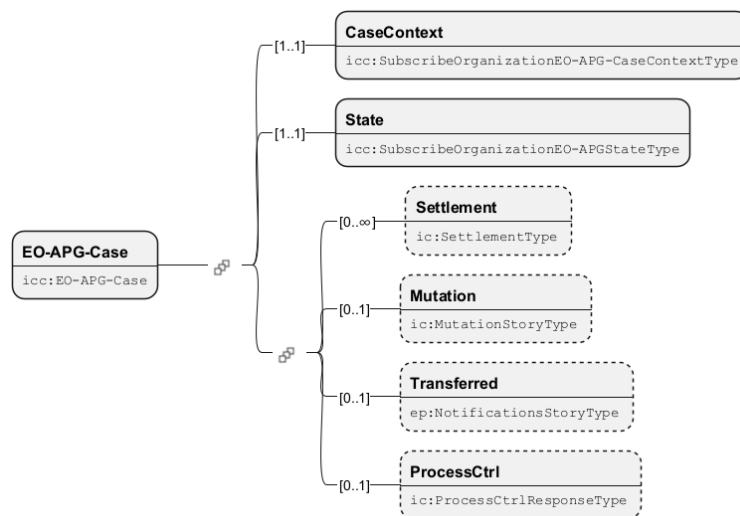 CaseContext
[1..1]
icc:SubscribeOrganizationEO-APG-CaseContextType
State
[1..1]
icc:SubscribeOrganizationEO-APGStateType
Settlement
[0..∞]
ic:SettlementType
EO-APG-Case
icc:EO-APG-Case
Mutation
[0..1]
ic:MutationStoryType
Transferred
[0..1]
ep:NotificationsStoryType
ProcessCtrl
[0..1]
ic:ProcessCtrlResponseType